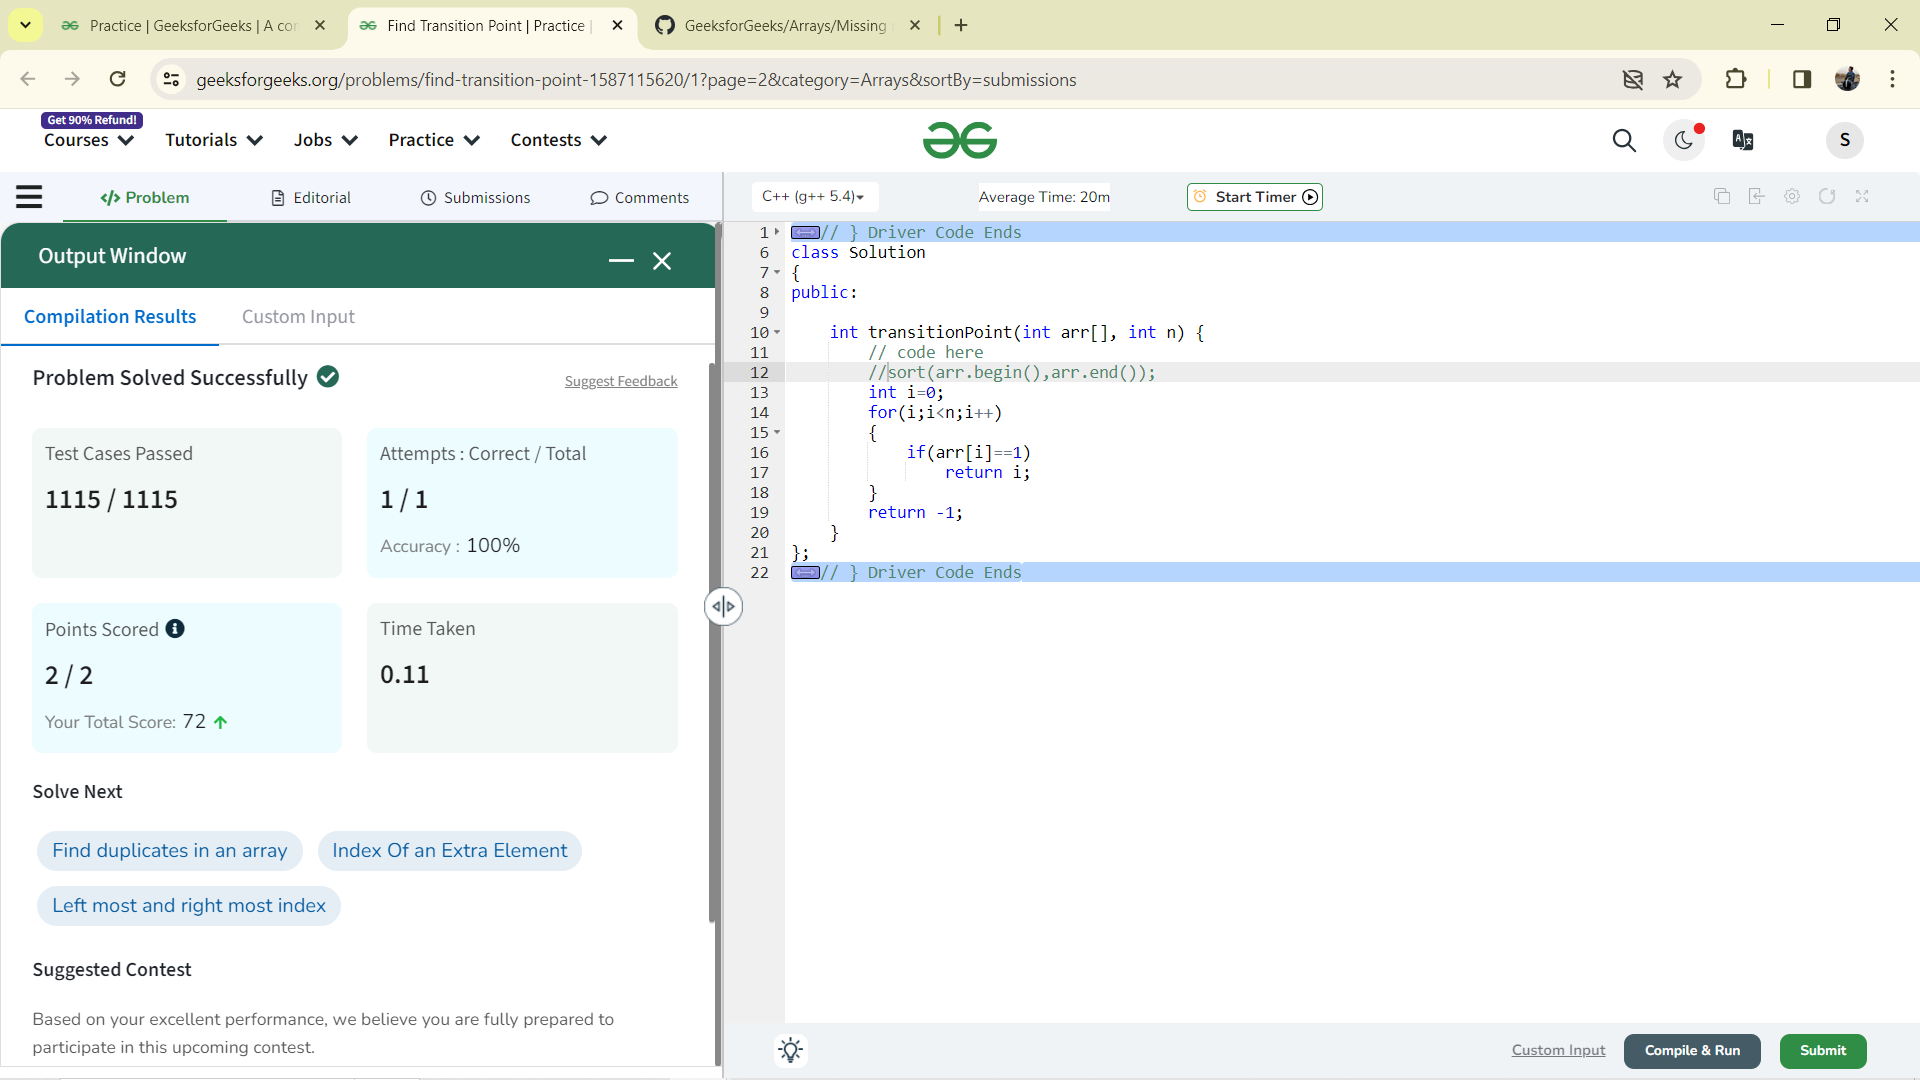 Practice | GeeksforGeeks | A co
Find Transition Point | Practice |
GeeksforGeeks/Arrays/Missing
geeksforgeeks.org/problems/find-transition-point-1587115620/1?page=2&category=Arrays&sortBy=submissions
Get 90% Refund!
Courses
Tutorials
Jobs
Practice
Contests
S
</> Problem
Editorial
Submissions
Comments
C++ (g++ 5.4)
Average Time: 20m
Start Timer
Output Window
Compilation Results
Custom Input
Problem Solved Successfully
Suggest Feedback
Test Cases Passed
1115 / 1115
Attempts : Correct / Total
1 / 1
Accuracy : 100%
Points Scored
2 / 2
Your Total Score: 72
Time Taken
0.11
Solve Next
Find duplicates in an array
Index Of an Extra Element
Left most and right most index
Suggested Contest
Based on your excellent performance, we believe you are fully prepared to
participate in this upcoming contest.
1 // } Driver Code Ends
6 class Solution
7 {
8 public:
9
10 int transitionPoint(int arr[], int n) {
11 // code here
12 //sort(arr.begin(),arr.end());
13 int i=0;
14 for(i;i<n;i++)
15 {
16 if(arr[i]==1)
17 return i;
18 }
19 return -1;
20 }
21 };
22 // } Driver Code Ends
Custom Input
Compile & Run
Submit